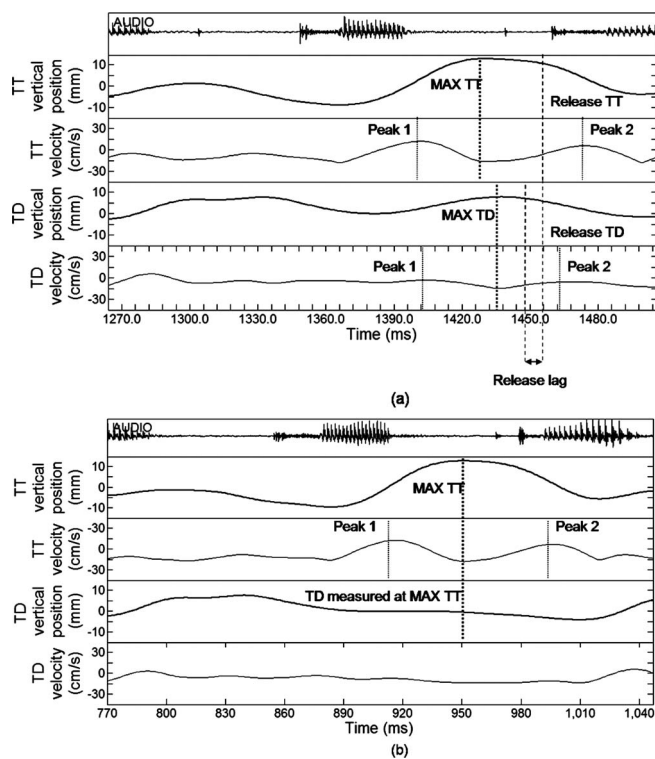 AUDIO
TT
vertical
position
(mm)
10
0
-10
MAX TT
Release TT
TT
velocity
(cm/s)
30
0
-30
Peak 1
Peak 2
TD
vertical
poistion
(mm)
10
0
-10
MAX TD
Release TD
TD
velocity
(cm/s)
30
0
-30
Peak 1
Peak 2
1270.0 1300.0 1330.0 1360.0 1400.0 1420.0 1450.0 1480.0
Time (ms)
Release lag
(a)
AUDIO
TT
vertical
position
(mm)
10
0
-10
MAX TT
TT
velocity
(cm/s)
-30
0
-30
Peak 1
Peak 2
TD
vertical
position
(mm)
10
0
-10
TD measured at MAX TT
TD
velocity
(cm/s)
30
0
-30
770 800 860 890 920 950 980 1,010 1,040
Time (ms)
(b)